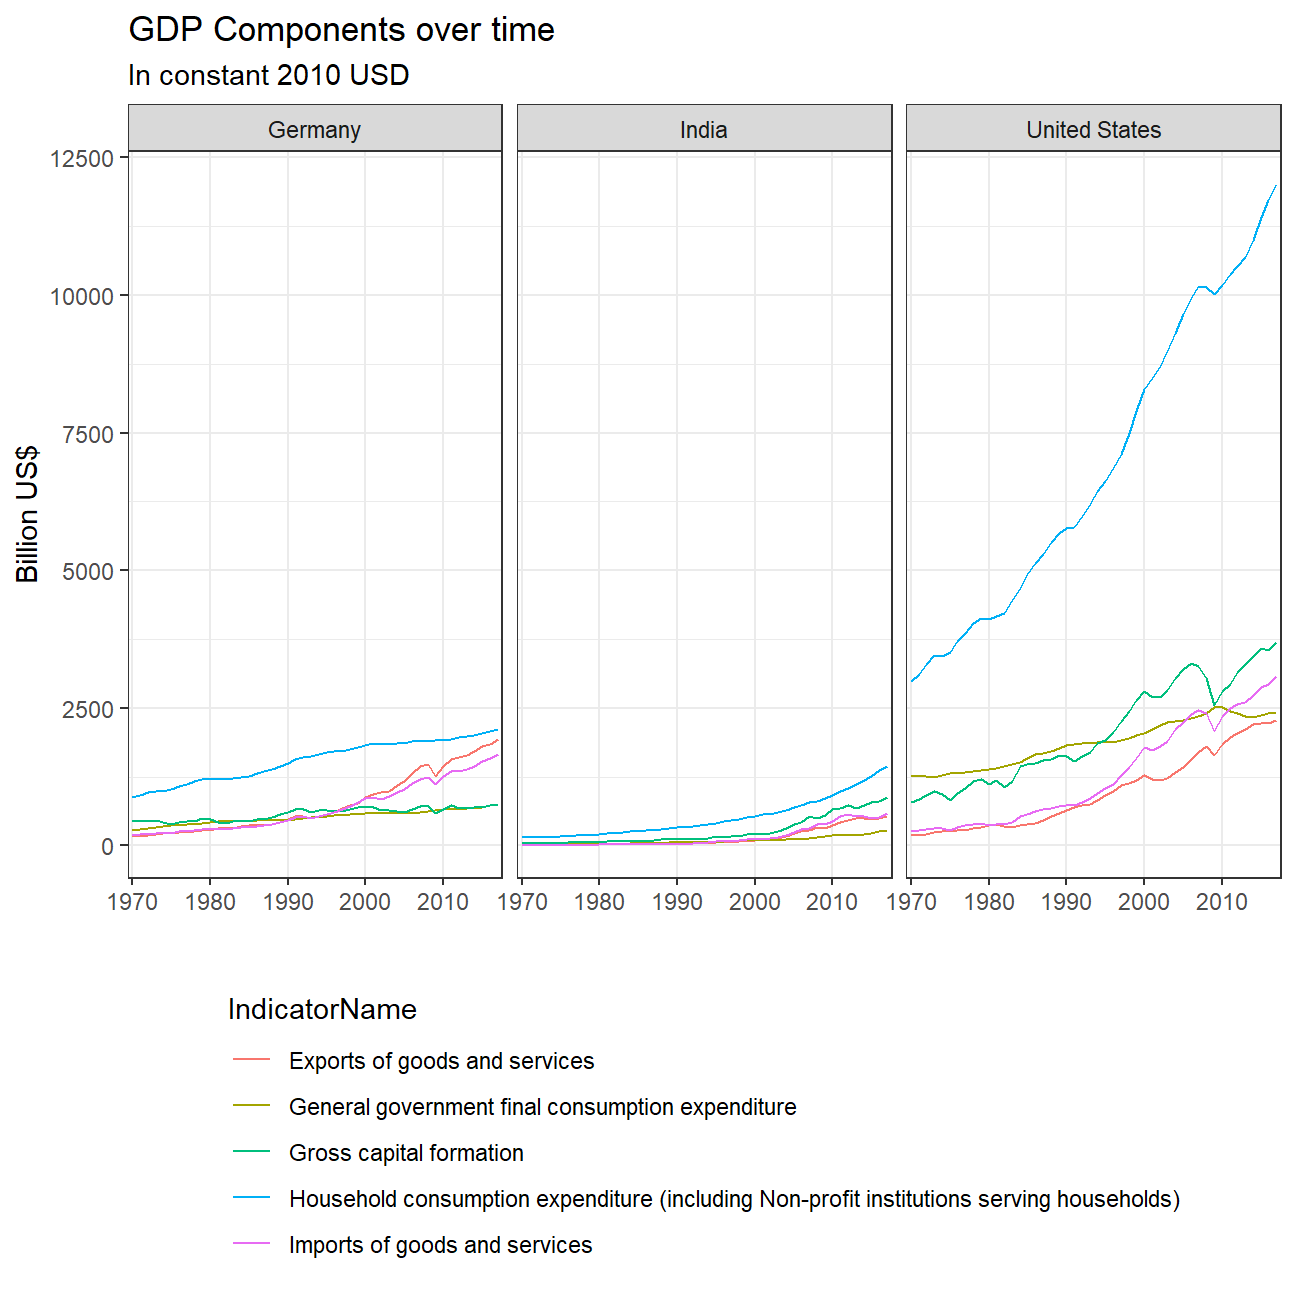 GDP Components over time
In constant 2010 USD
Germany
India
United States
Billion US$
12500
10000
7500
5000
2500
0
1970 1980 1990 2000 2010
1970 1980 1990 2000 2010
1970 1980 1990 2000 2010
IndicatorName
Exports of goods and services
General government final consumption expenditure
Gross capital formation
Household consumption expenditure (including Non-profit institutions serving households)
Imports of goods and services